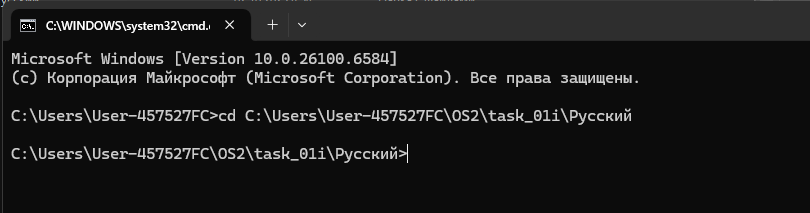 C:\WINDOWS\system32\cmd.
Microsoft Windows [Version 10.0.26100.6584]
(c) Корпорация Майкрософт (Microsoft Corporation). Все права защищены.
C:\Users\User-457527FC>cd C:\Users\User-457527FC\OS2\task_01i\Русский
C:\Users\User-457527FC\OS2\task_01i\Русский>